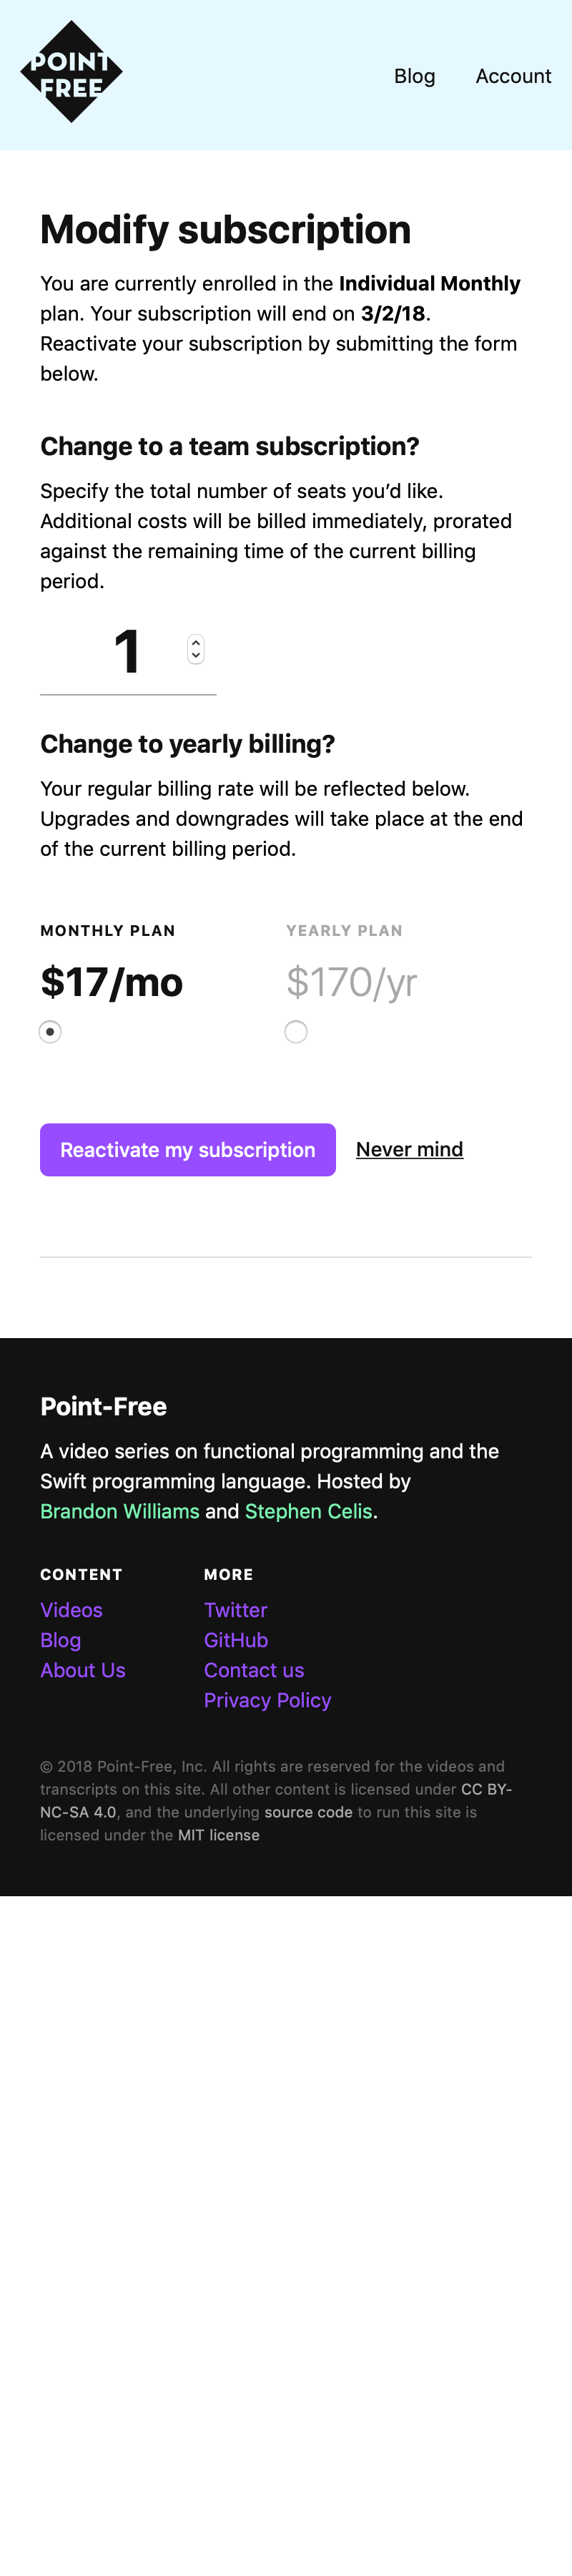 POINT
FREE
Blog
Account
Modify subscription
You are currently enrolled in the Individual Monthly
plan. Your subscription will end on 3/2/18.
Reactivate your subscription by submitting the form
below.
Change to a team subscription?
Specify the total number of seats you’d like.
Additional costs will be billed immediately, prorated
against the remaining time of the current billing
period.
1
Change to yearly billing?
Your regular billing rate will be reflected below.
Upgrades and downgrades will take place at the end
of the current billing period.
MONTHLY PLAN
$17/mo
YEARLY PLAN
$170/yr
Reactivate my subscription
Never mind
Point-Free
A video series on functional programming and the
Swift programming language. Hosted by
Brandon Williams and Stephen Celis.
CONTENT
Videos
Blog
About Us
MORE
Twitter
GitHub
Contact us
Privacy Policy
© 2018 Point-Free, Inc. All rights are reserved for the videos and
transcripts on this site. All other content is licensed under CC BY-
NC-SA 4.0, and the underlying source code to run this site is
licensed under the MIT license